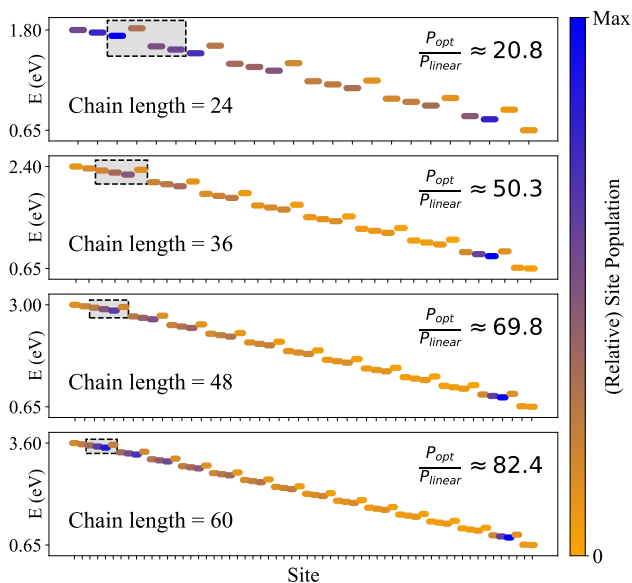 1.80
E (eV)
0.65
Chain length = 24
P_opt / P_linear ≈ 20.8
2.40
E (eV)
0.65
Chain length = 36
P_opt / P_linear ≈ 50.3
3.00
E (eV)
0.65
Chain length = 48
P_opt / P_linear ≈ 69.8
3.60
E (eV)
0.65
Chain length = 60
P_opt / P_linear ≈ 82.4
Site
Max
(Relative) Site Population
0